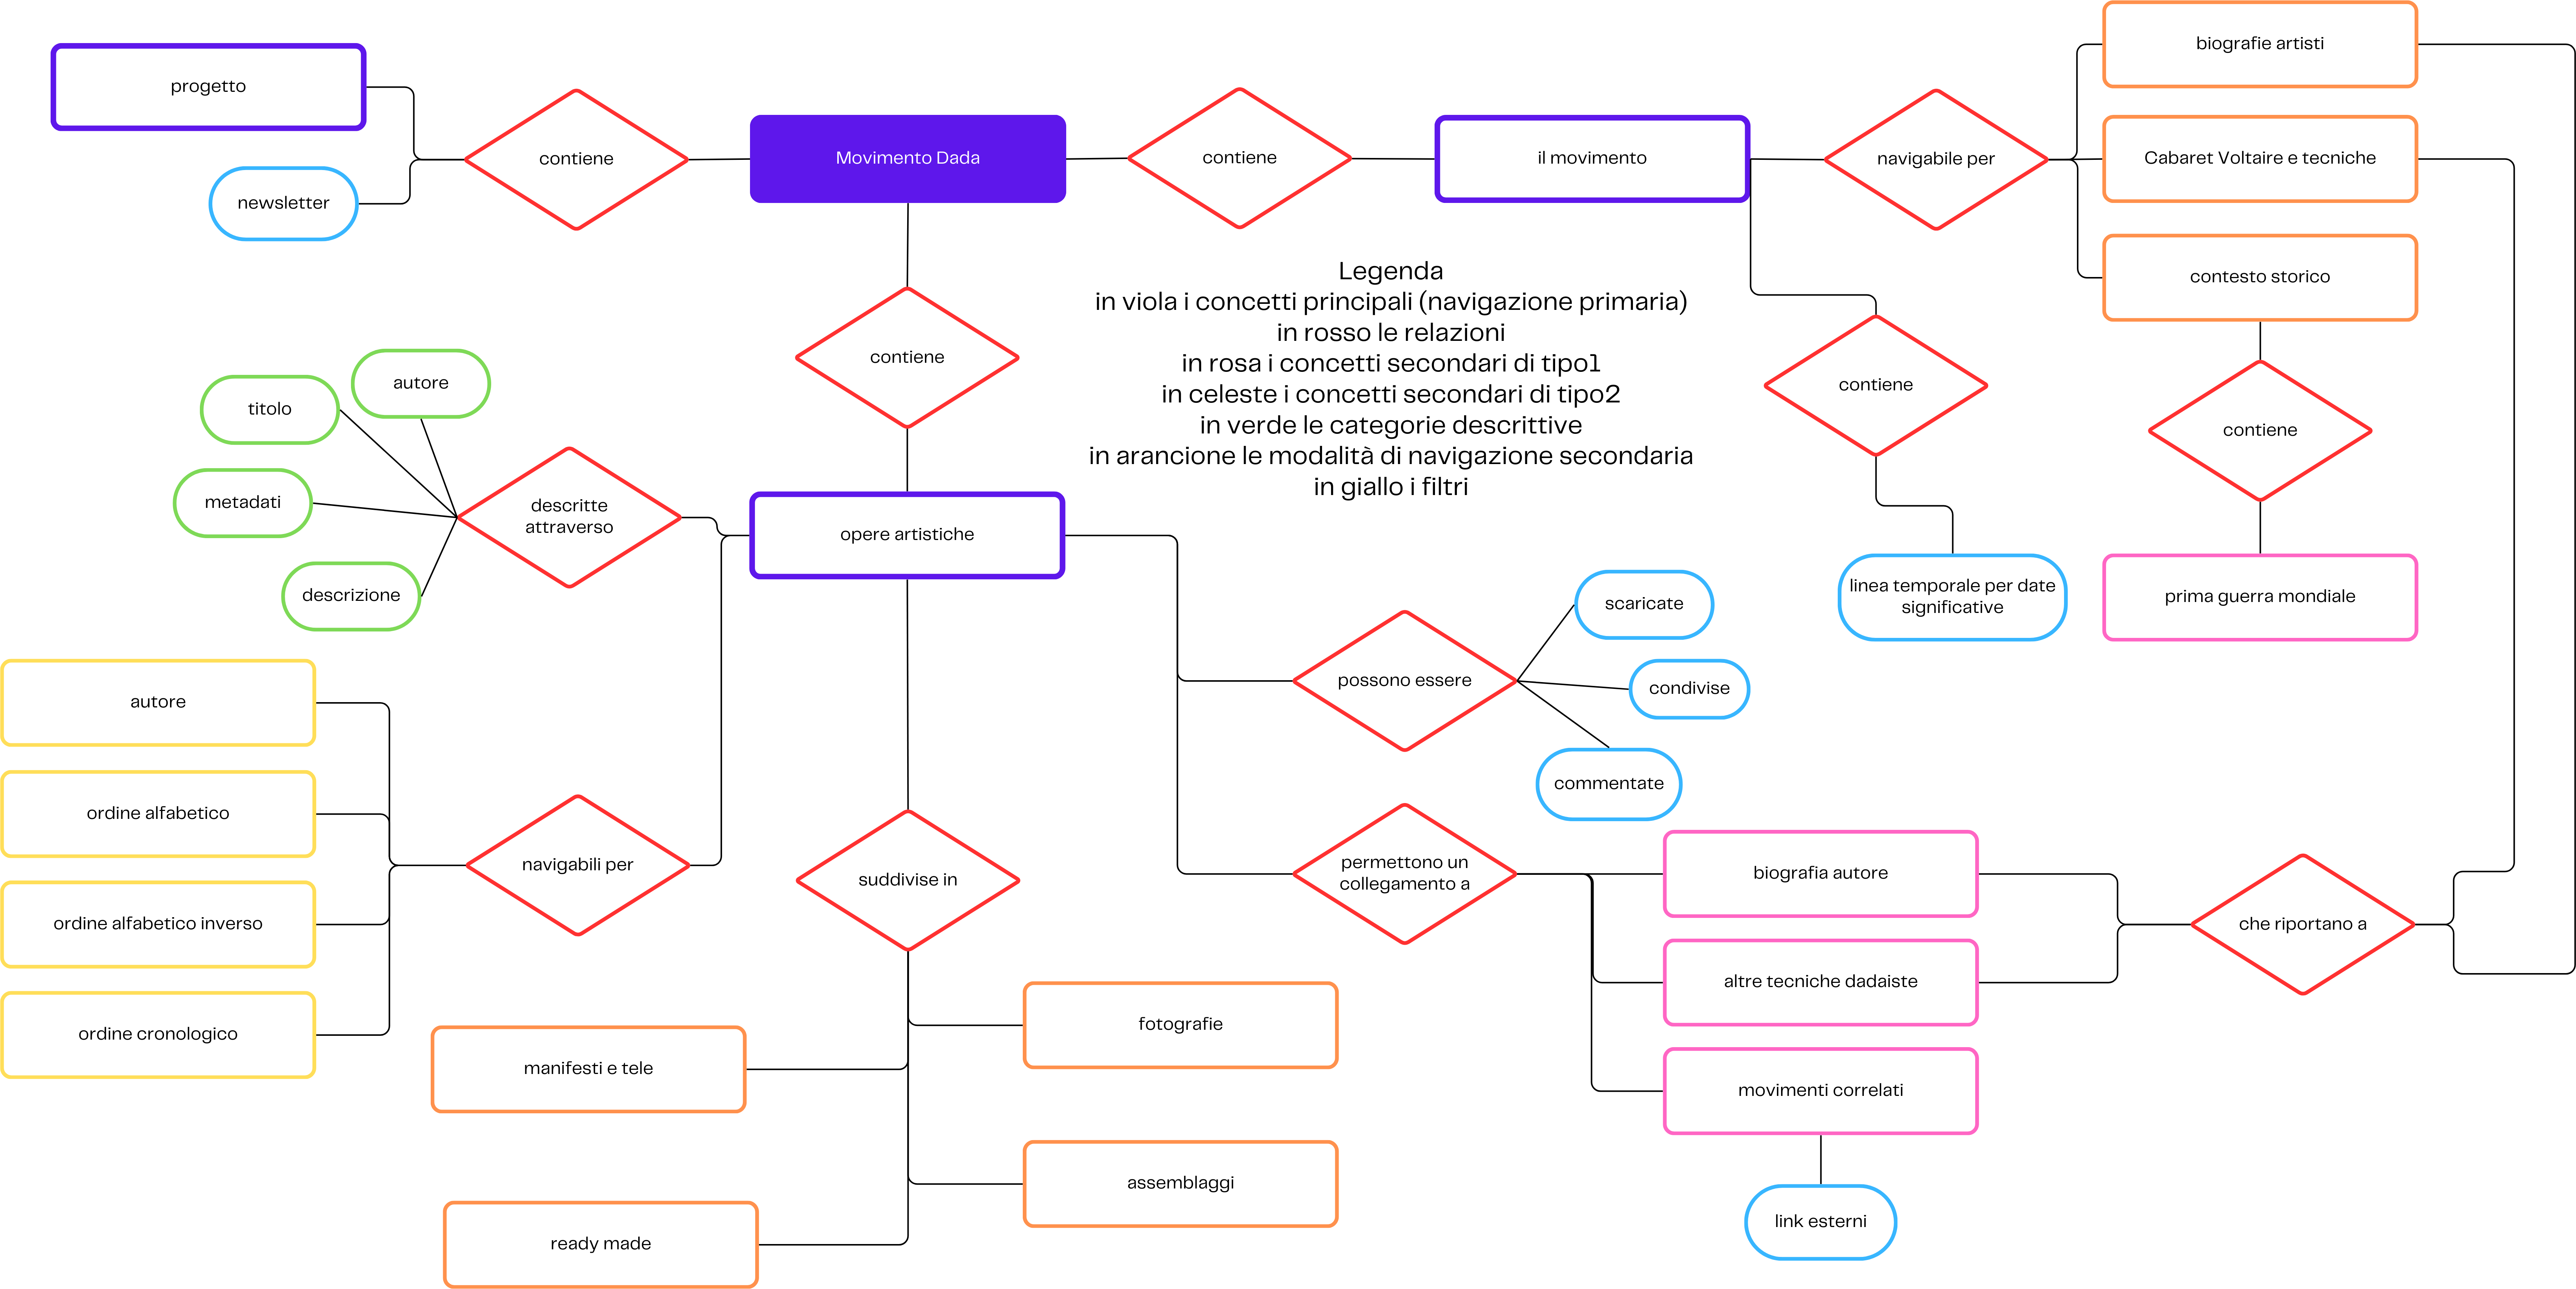 biografie artisti
progetto
contiene
Movimento Dada
contiene
il movimento
navigabile per
Cabaret Voltaire e tecniche
newsletter
contesto storico
Legenda
in viola i concetti principali (navigazione primaria)
in rosso le relazioni
in rosa i concetti secondari di tipo1
in celeste i concetti secondari di tipo2
in verde le categorie descrittive
in arancione le modalità di navigazione secondaria
in giallo i filtri
contiene
contiene
contiene
autore
titolo
metadati
descrizione
descritte
attraverso
opere artistiche
linea temporale per date
significative
prima guerra mondiale
scaricate
possono essere
condivise
commentate
autore
ordine alfabetico
ordine alfabetico inverso
ordine cronologico
navigabili per
suddivise in
permettono un
collegamento a
biografia autore
altre tecniche dadaiste
movimenti correlati
che riportano a
fotografie
manifesti e tele
assemblaggi
ready made
link esterni